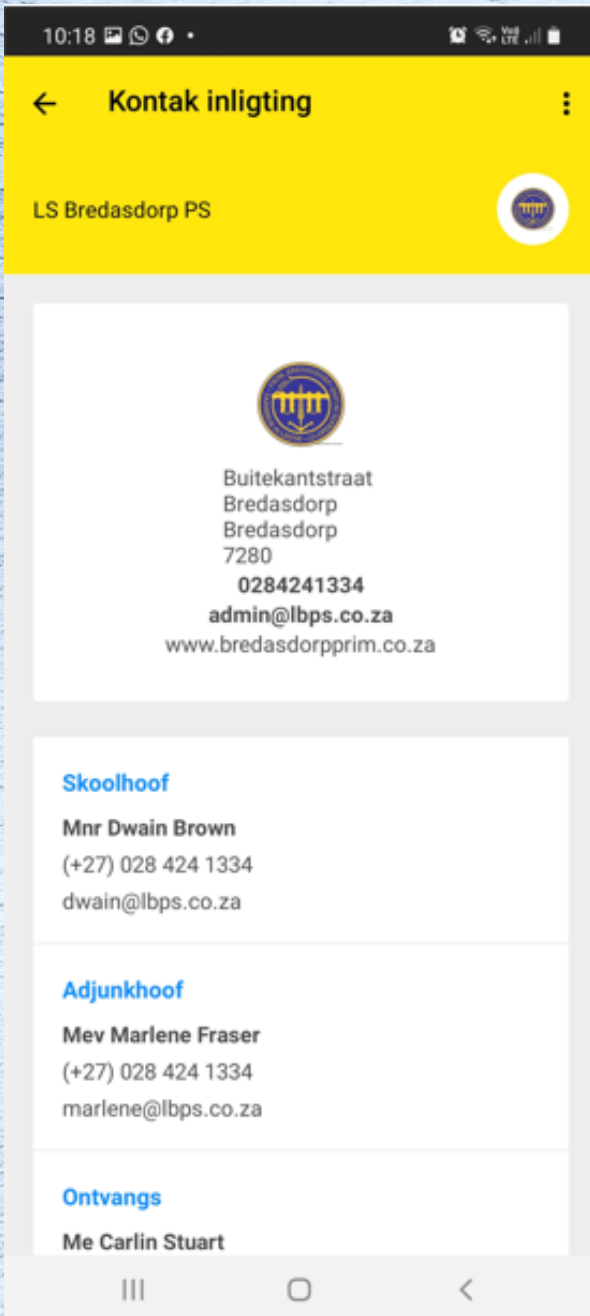 10:18
Kontak inligting
LS Bredasdorp PS
Buitekantstraat
Bredasdorp
Bredasdorp
7280
0284241334
admin@lbps.co.za
www.bredasdorpprim.co.za
Skoolhoof
Mnr Dwain Brown
(+27) 028 424 1334
dwain@lbps.co.za
Adjunkhoof
Mev Marlene Fraser
(+27) 028 424 1334
marlene@lbps.co.za
Ontvangs
Me Carlin Stuart